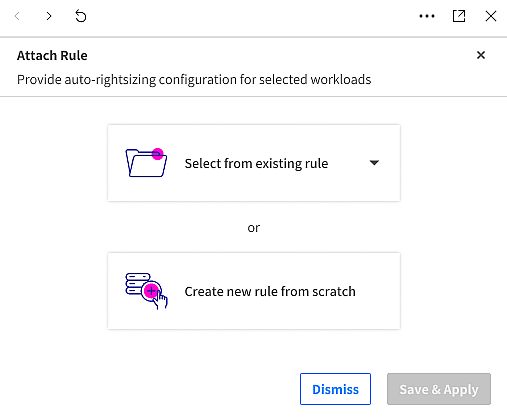 Attach Rule
Provide auto-rightsizing configuration for selected workloads
Select from existing rule
or
Create new rule from scratch
Dismiss
Save & Apply